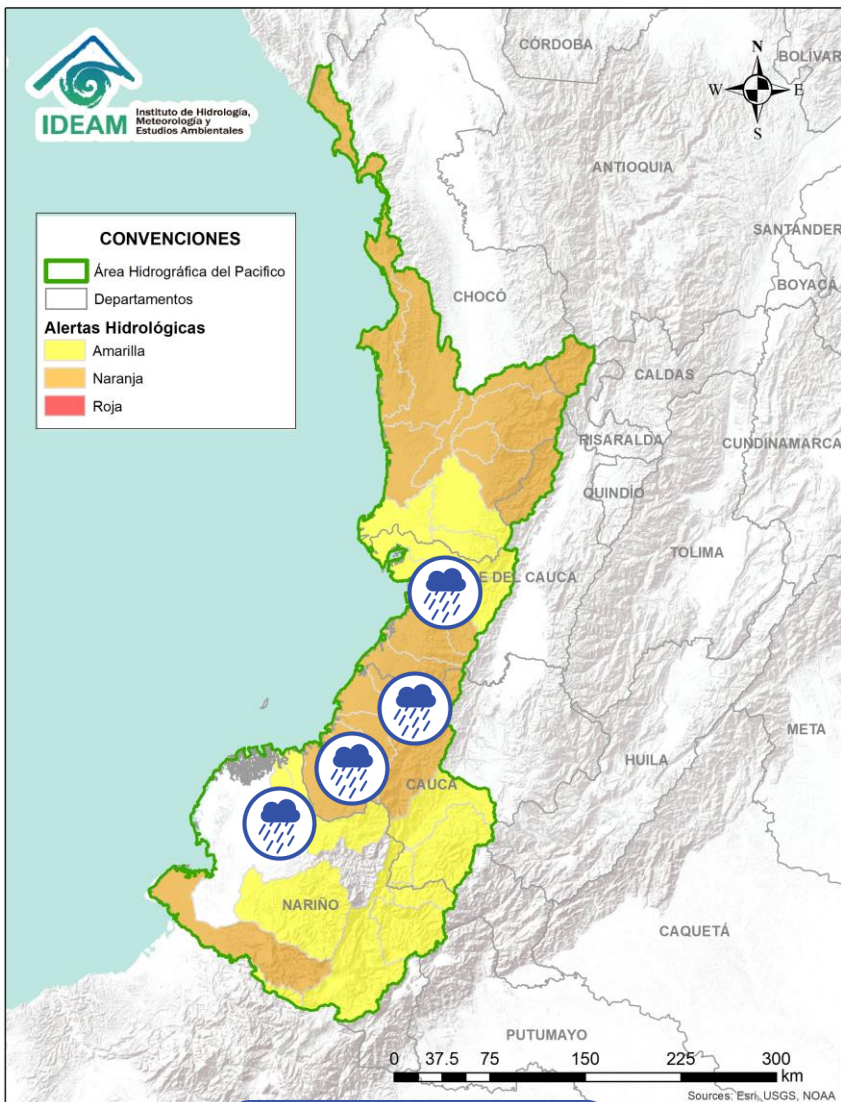 IDEAM
Instituto de Hidrología,
Meteorología y
Estudios Ambientales
N
W E
S
CONVENCIONES
Área Hidrográfica del Pacifico
Departamentos
Alertas Hidrológicas
Amarilla
Naranja
Roja
CÓRDOBA
BOLÍVAR
ANTIOQUIA
SANTANDER
BOYACÁ
CHOCÓ
CALDAS
RISARALDA
CUNDINAMARCA
QUINDÍO
TOLIMA
E DEL CAUCA
META
HUILA
CAUCA
NARIÑO
CAQUETÁ
PUTUMAYO
0 37.5 75 150 225 300
km
Sources: Esri, USGS, NOAA